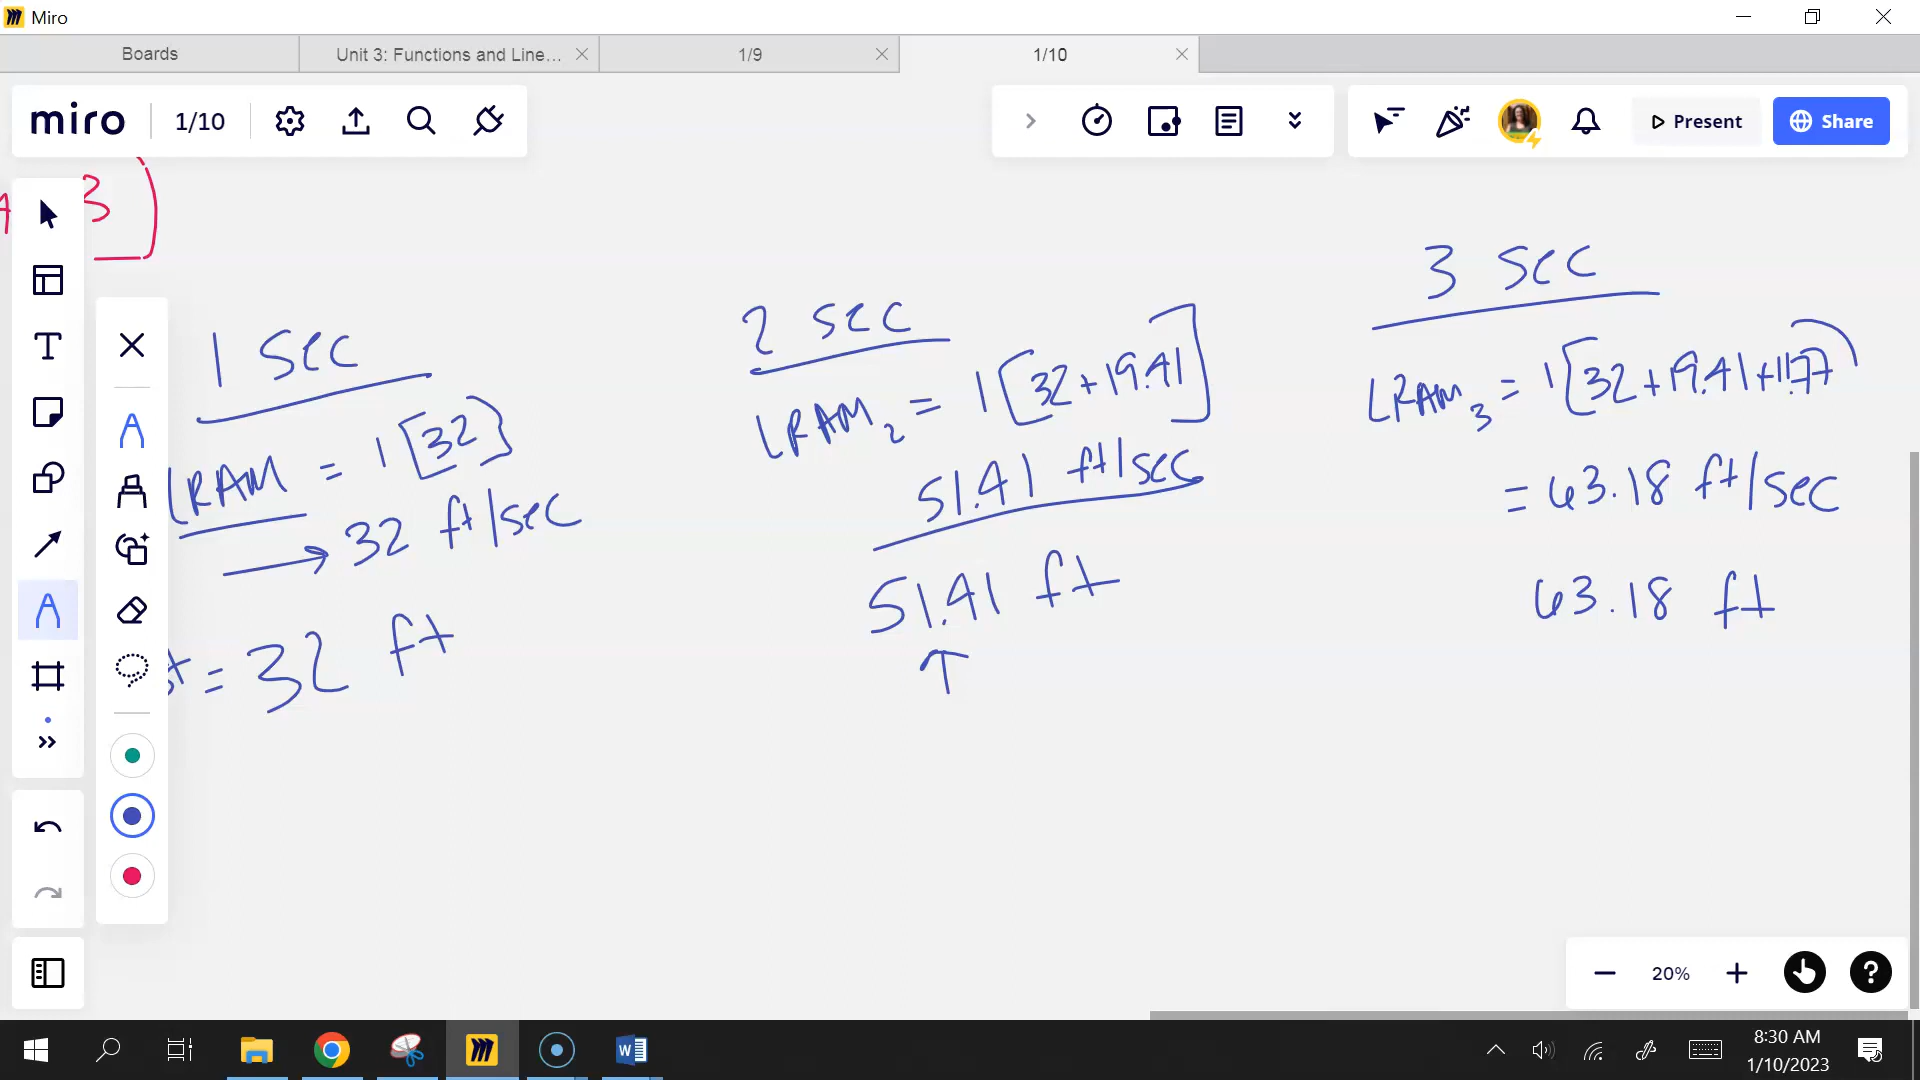 Miro
Boards
Unit 3: Functions and Line...
1/9
1/10
miro
1/10
Present
Share
3
1 sec
LRAM = 1[32]
→ 32 ft/sec
= 32 ft
2 sec
LRAM2 = 1[32+19.41]
51.41 ft/sec
51.41 ft
↑
3 sec
LRAM3 = 1[32+19.41+11.77)
= 63.18 ft/sec
63.18 ft
20%
8:30 AM
1/10/2023